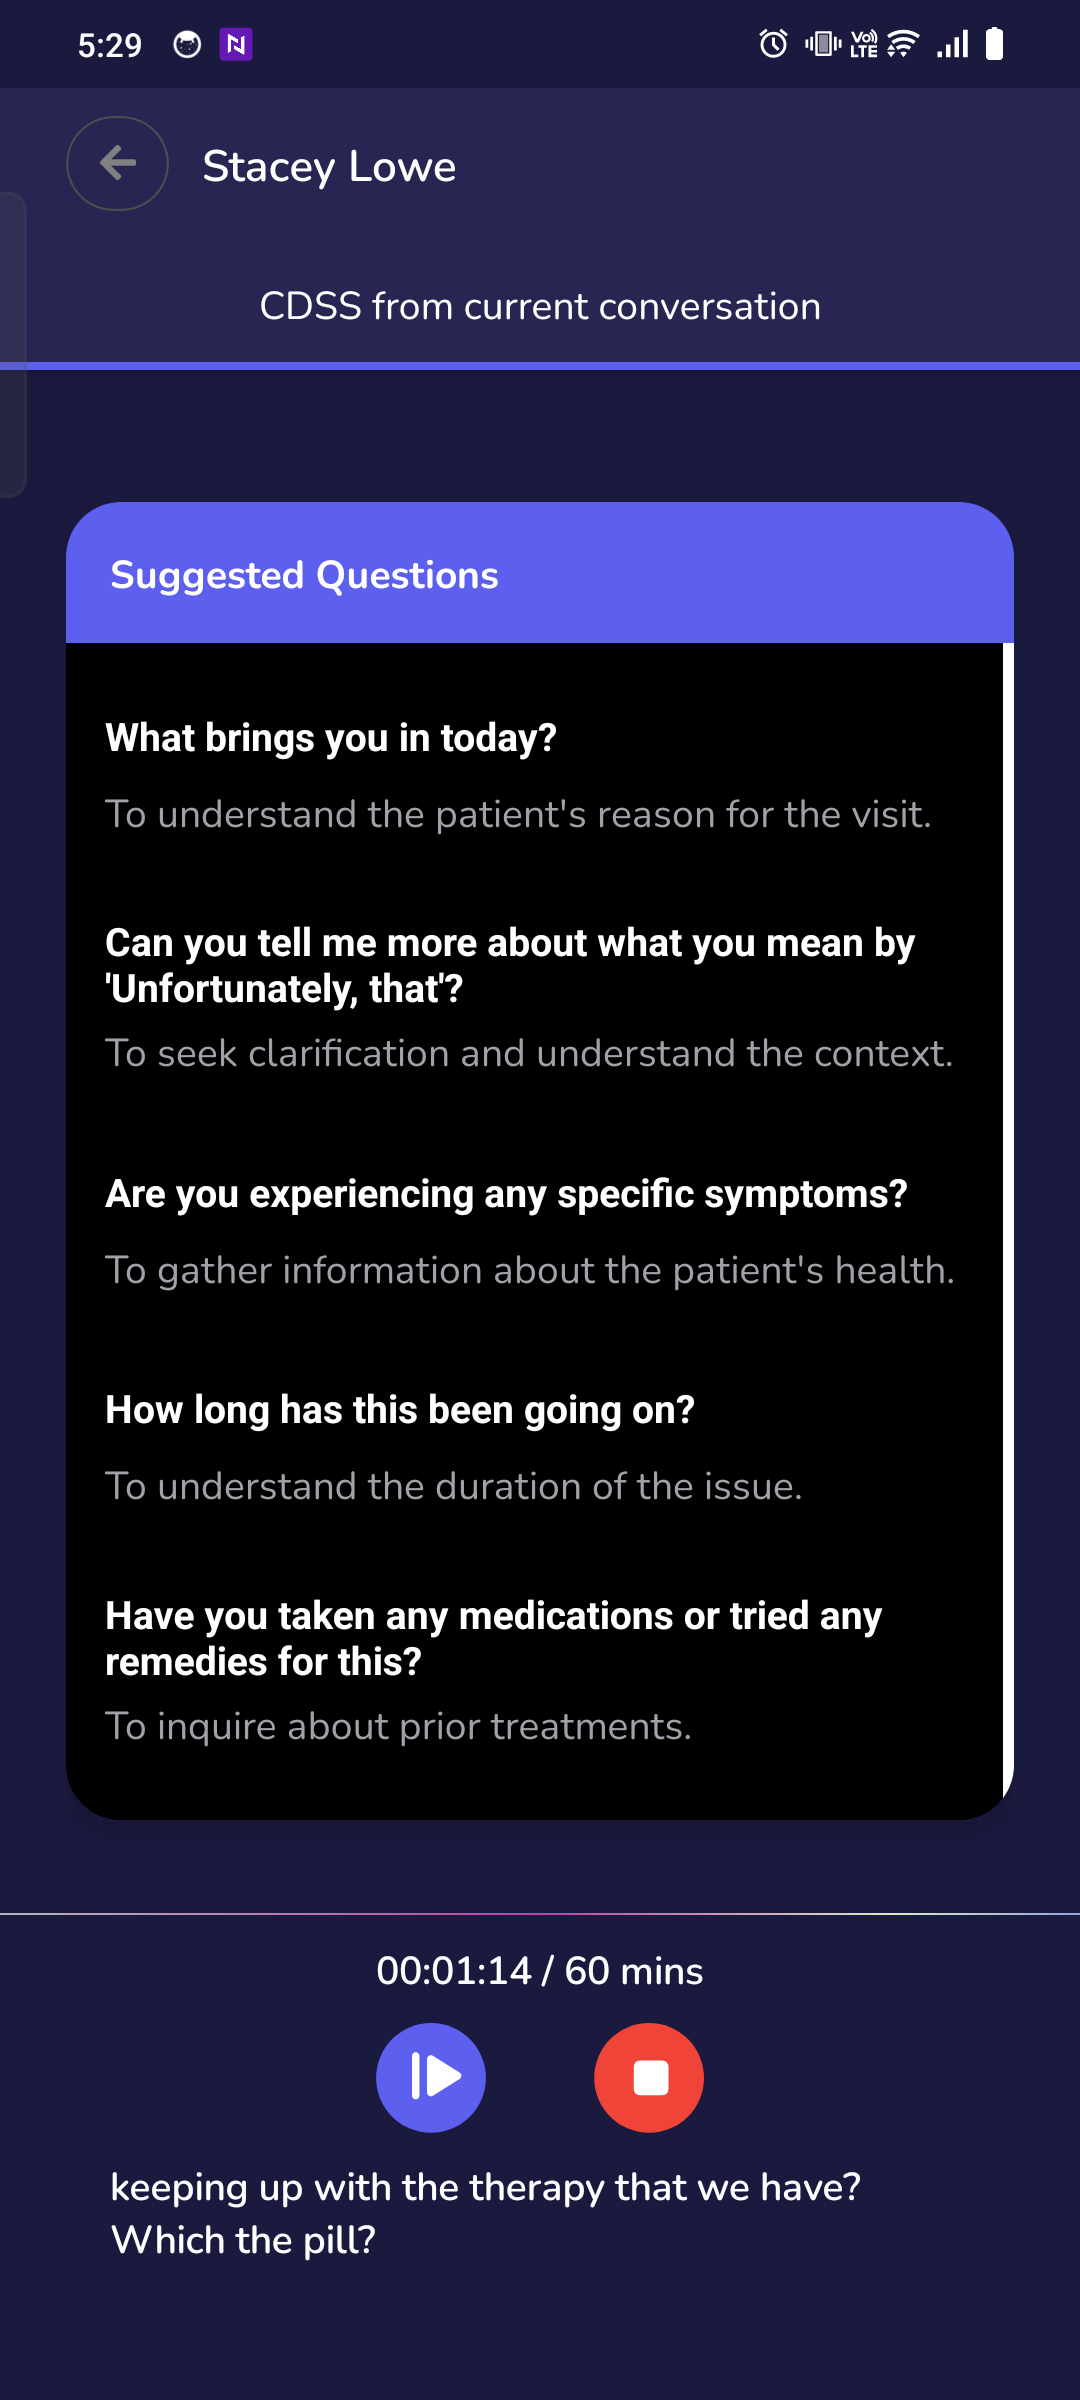 5:29
N
Vo)) LTE
Stacey Lowe
CDSS from current conversation
Suggested Questions
What brings you in today?
To understand the patient's reason for the visit.
Can you tell me more about what you mean by
'Unfortunately, that'?
To seek clarification and understand the context.
Are you experiencing any specific symptoms?
To gather information about the patient's health.
How long has this been going on?
To understand the duration of the issue.
Have you taken any medications or tried any
remedies for this?
To inquire about prior treatments.
00:01:14 / 60 mins
keeping up with the therapy that we have?
Which the pill?